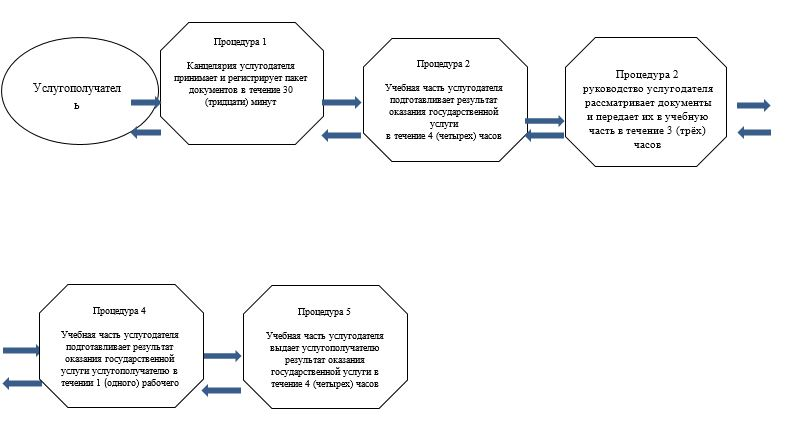 Услугополучател
ь
Процедура 1
Канцелярия услугодателя
принимает и регистрирует пакет
документов в течение 30
(тридцати) минут
Процедура 2
Учебная часть услугодателя
подготавливает результат
оказания государственной
услуги
в течение 4 (четырех) часов
Процедура 2
руководство услугодателя
рассматривает документы
и передает их в учебную
часть в течение 3 (трёх)
часов
Процедура 4
Учебная часть услугодателя
подготавливает результат
оказания государственной
услуги услугополучателю в
течении 1 (одного) рабочего
Процедура 5
Учебная часть услугодателя
выдает услугополучателю
результат оказания
государственной услуги в
течение 4 (четырех) часов